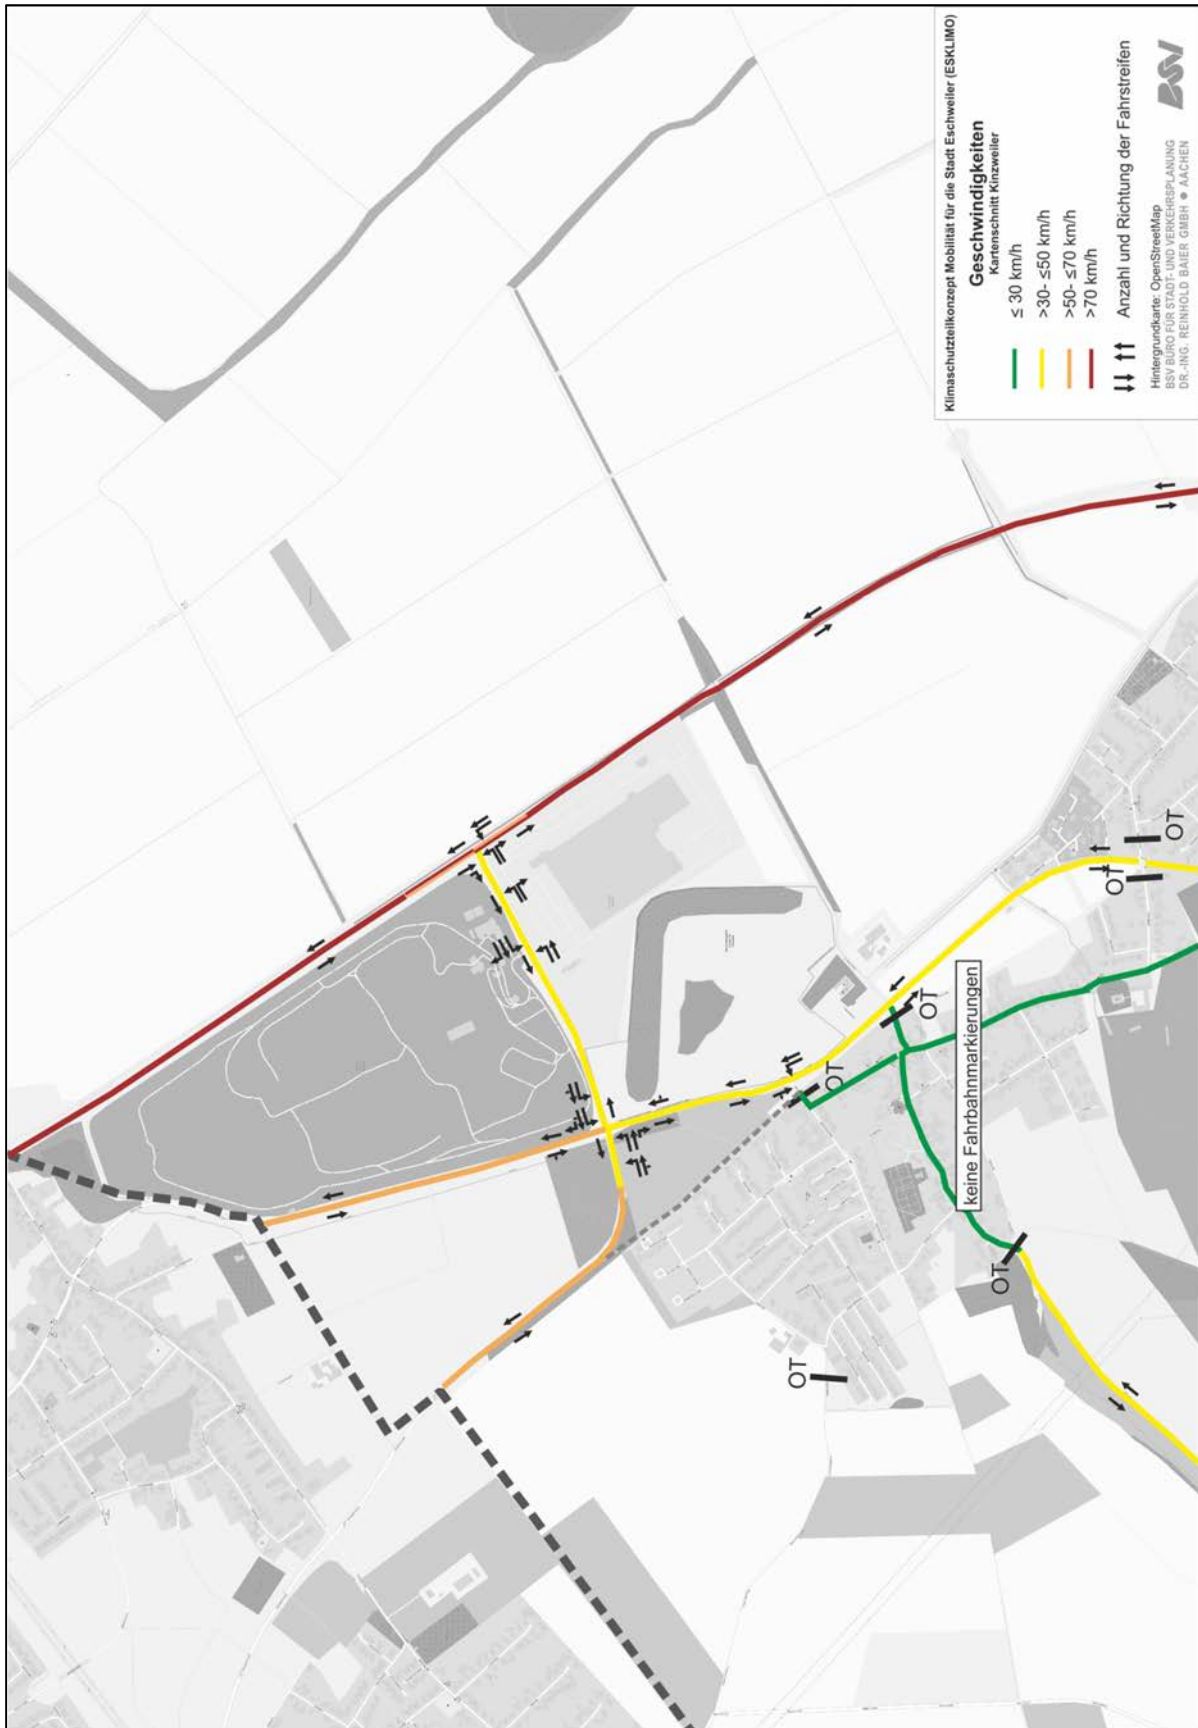 Klimaschutzteilkonzept Mobilität für die Stadt Eschweiler (ESKLIMO)
Geschwindigkeiten
Kartenschnitt Kinzweiler
≤ 30 km/h
>30- ≤50 km/h
>50- ≤70 km/h
>70 km/h
Anzahl und Richtung der Fahrstreifen
Hintergrundkarte: OpenStreetMap
BSV BÜRO FÜR STADT- UND VERKEHRSPLANUNG
DR.-ING. REINHOLD BAIER GMBH ● AACHEN
BSV
OT
OT
OT
OT
OT
OT
keine Fahrbahnmarkierungen